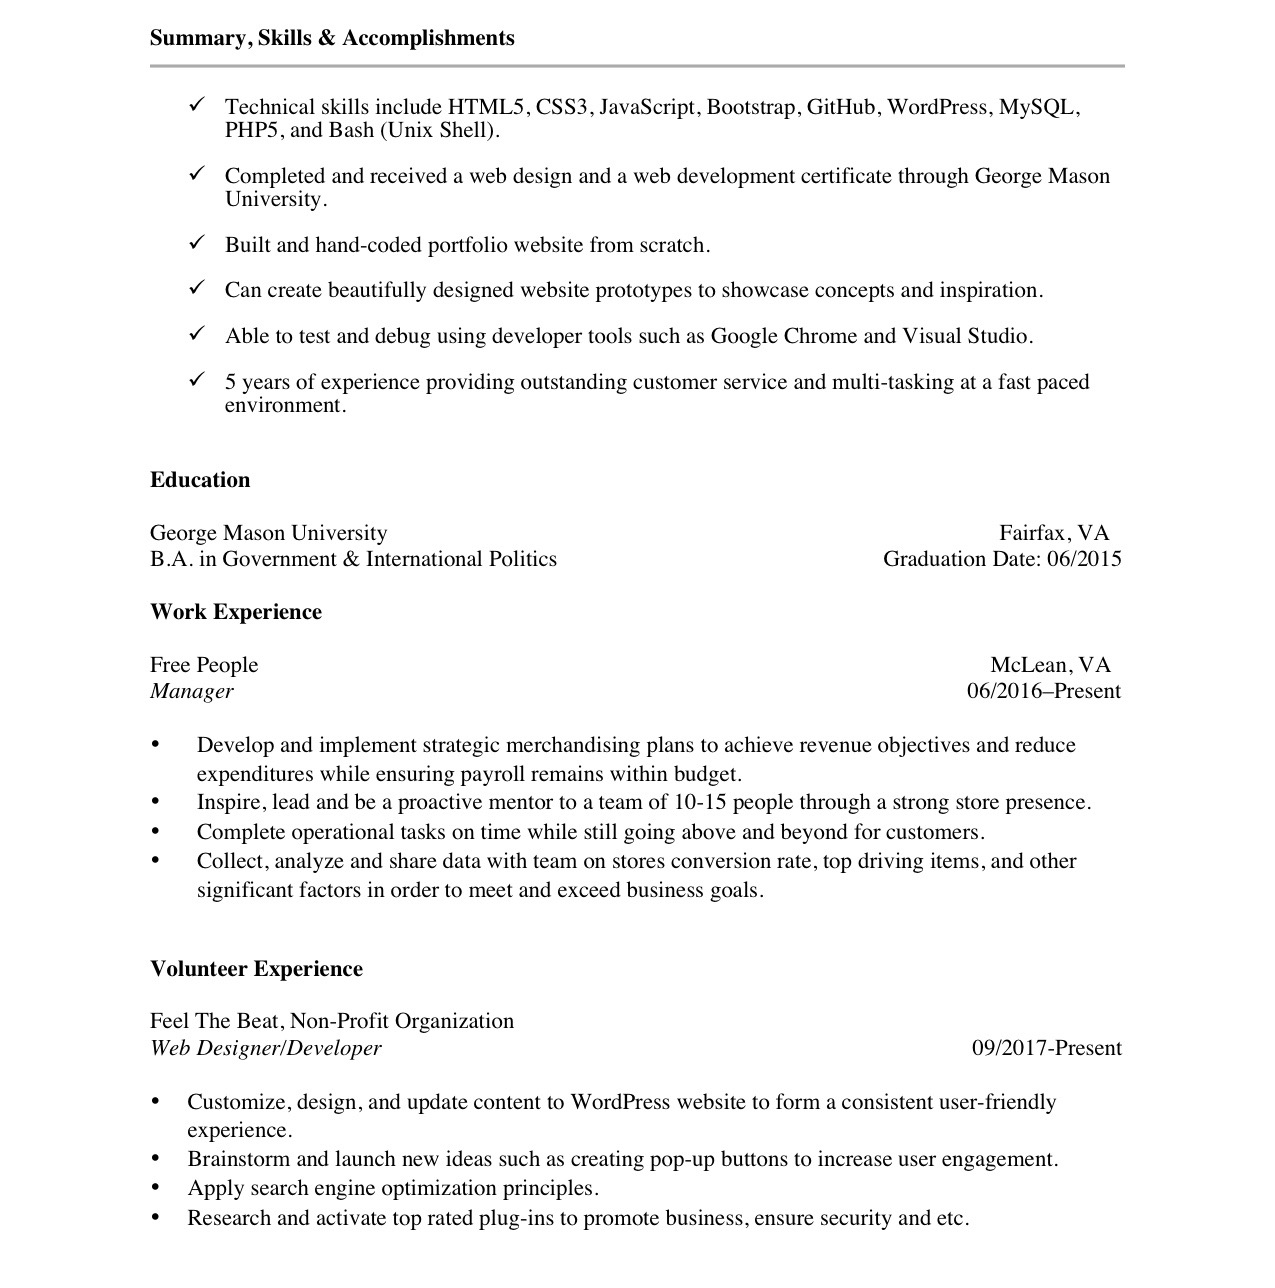 Summary, Skills & Accomplishments
✓ Technical skills include HTML5, CSS3, JavaScript, Bootstrap, GitHub, WordPress, MySQL,
PHP5, and Bash (Unix Shell).
✓ Completed and received a web design and a web development certificate through George Mason
University.
✓ Built and hand-coded portfolio website from scratch.
✓ Can create beautifully designed website prototypes to showcase concepts and inspiration.
✓ Able to test and debug using developer tools such as Google Chrome and Visual Studio.
✓ 5 years of experience providing outstanding customer service and multi-tasking at a fast paced
environment.
Education
George Mason University Fairfax, VA
B.A. in Government & International Politics Graduation Date: 06/2015
Work Experience
Free People McLean, VA
Manager 06/2016–Present
• Develop and implement strategic merchandising plans to achieve revenue objectives and reduce
expenditures while ensuring payroll remains within budget.
• Inspire, lead and be a proactive mentor to a team of 10-15 people through a strong store presence.
• Complete operational tasks on time while still going above and beyond for customers.
• Collect, analyze and share data with team on stores conversion rate, top driving items, and other
significant factors in order to meet and exceed business goals.
Volunteer Experience
Feel The Beat, Non-Profit Organization
Web Designer/Developer 09/2017-Present
• Customize, design, and update content to WordPress website to form a consistent user-friendly
experience.
• Brainstorm and launch new ideas such as creating pop-up buttons to increase user engagement.
• Apply search engine optimization principles.
• Research and activate top rated plug-ins to promote business, ensure security and etc.